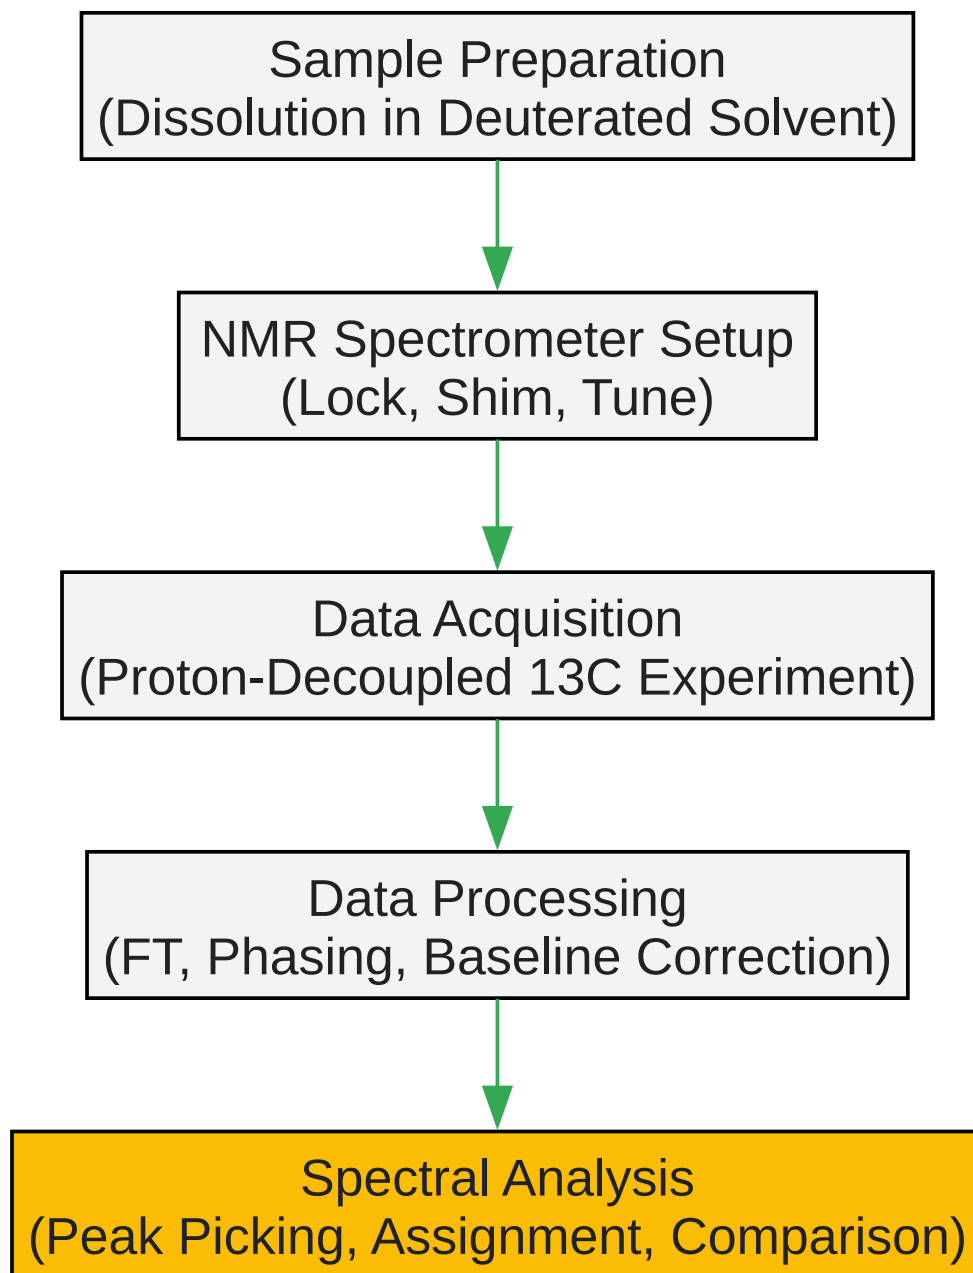 Sample Preparation
(Dissolution in Deuterated Solvent)
NMR Spectrometer Setup
(Lock, Shim, Tune)
Data Acquisition
(Proton-Decoupled 13C Experiment)
Data Processing
(FT, Phasing, Baseline Correction)
Spectral Analysis
(Peak Picking, Assignment, Comparison)